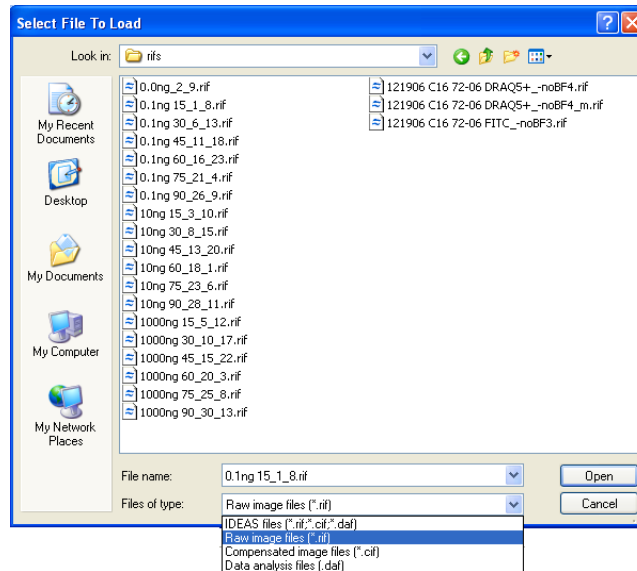 Select File To Load
Look in:
rifs
My Recent
Documents
Desktop
My Documents
My Computer
My Network
Places
0.0ng_2_9.rif
0.1ng 15_1_8.rif
0.1ng 30_6_13.rif
0.1ng 45_11_18.rif
0.1ng 60_16_23.rif
0.1ng 75_21_4.rif
0.1ng 90_26_9.rif
10ng 15_3_10.rif
10ng 30_8_15.rif
10ng 45_13_20.rif
10ng 60_18_1.rif
10ng 75_23_6.rif
10ng 90_28_11.rif
1000ng 15_5_12.rif
1000ng 30_10_17.rif
1000ng 45_15_22.rif
1000ng 60_20_3.rif
1000ng 75_25_8.rif
1000ng 90_30_13.rif
121906 C16 72-06 DRAQ5+_-noBF4.rif
121906 C16 72-06 DRAQ5+_-noBF4_m.rif
121906 C16 72-06 FITC_-noBF3.rif
File name:
0.1ng 15_1_8.rif
Open
Files of type:
Raw image files (*.rif)
Cancel
IDEAS files (*.rif;*.cif;*.daf)
Raw image files (*.rif)
Compensated image files (*.cif)
Data analysis files (.daf)